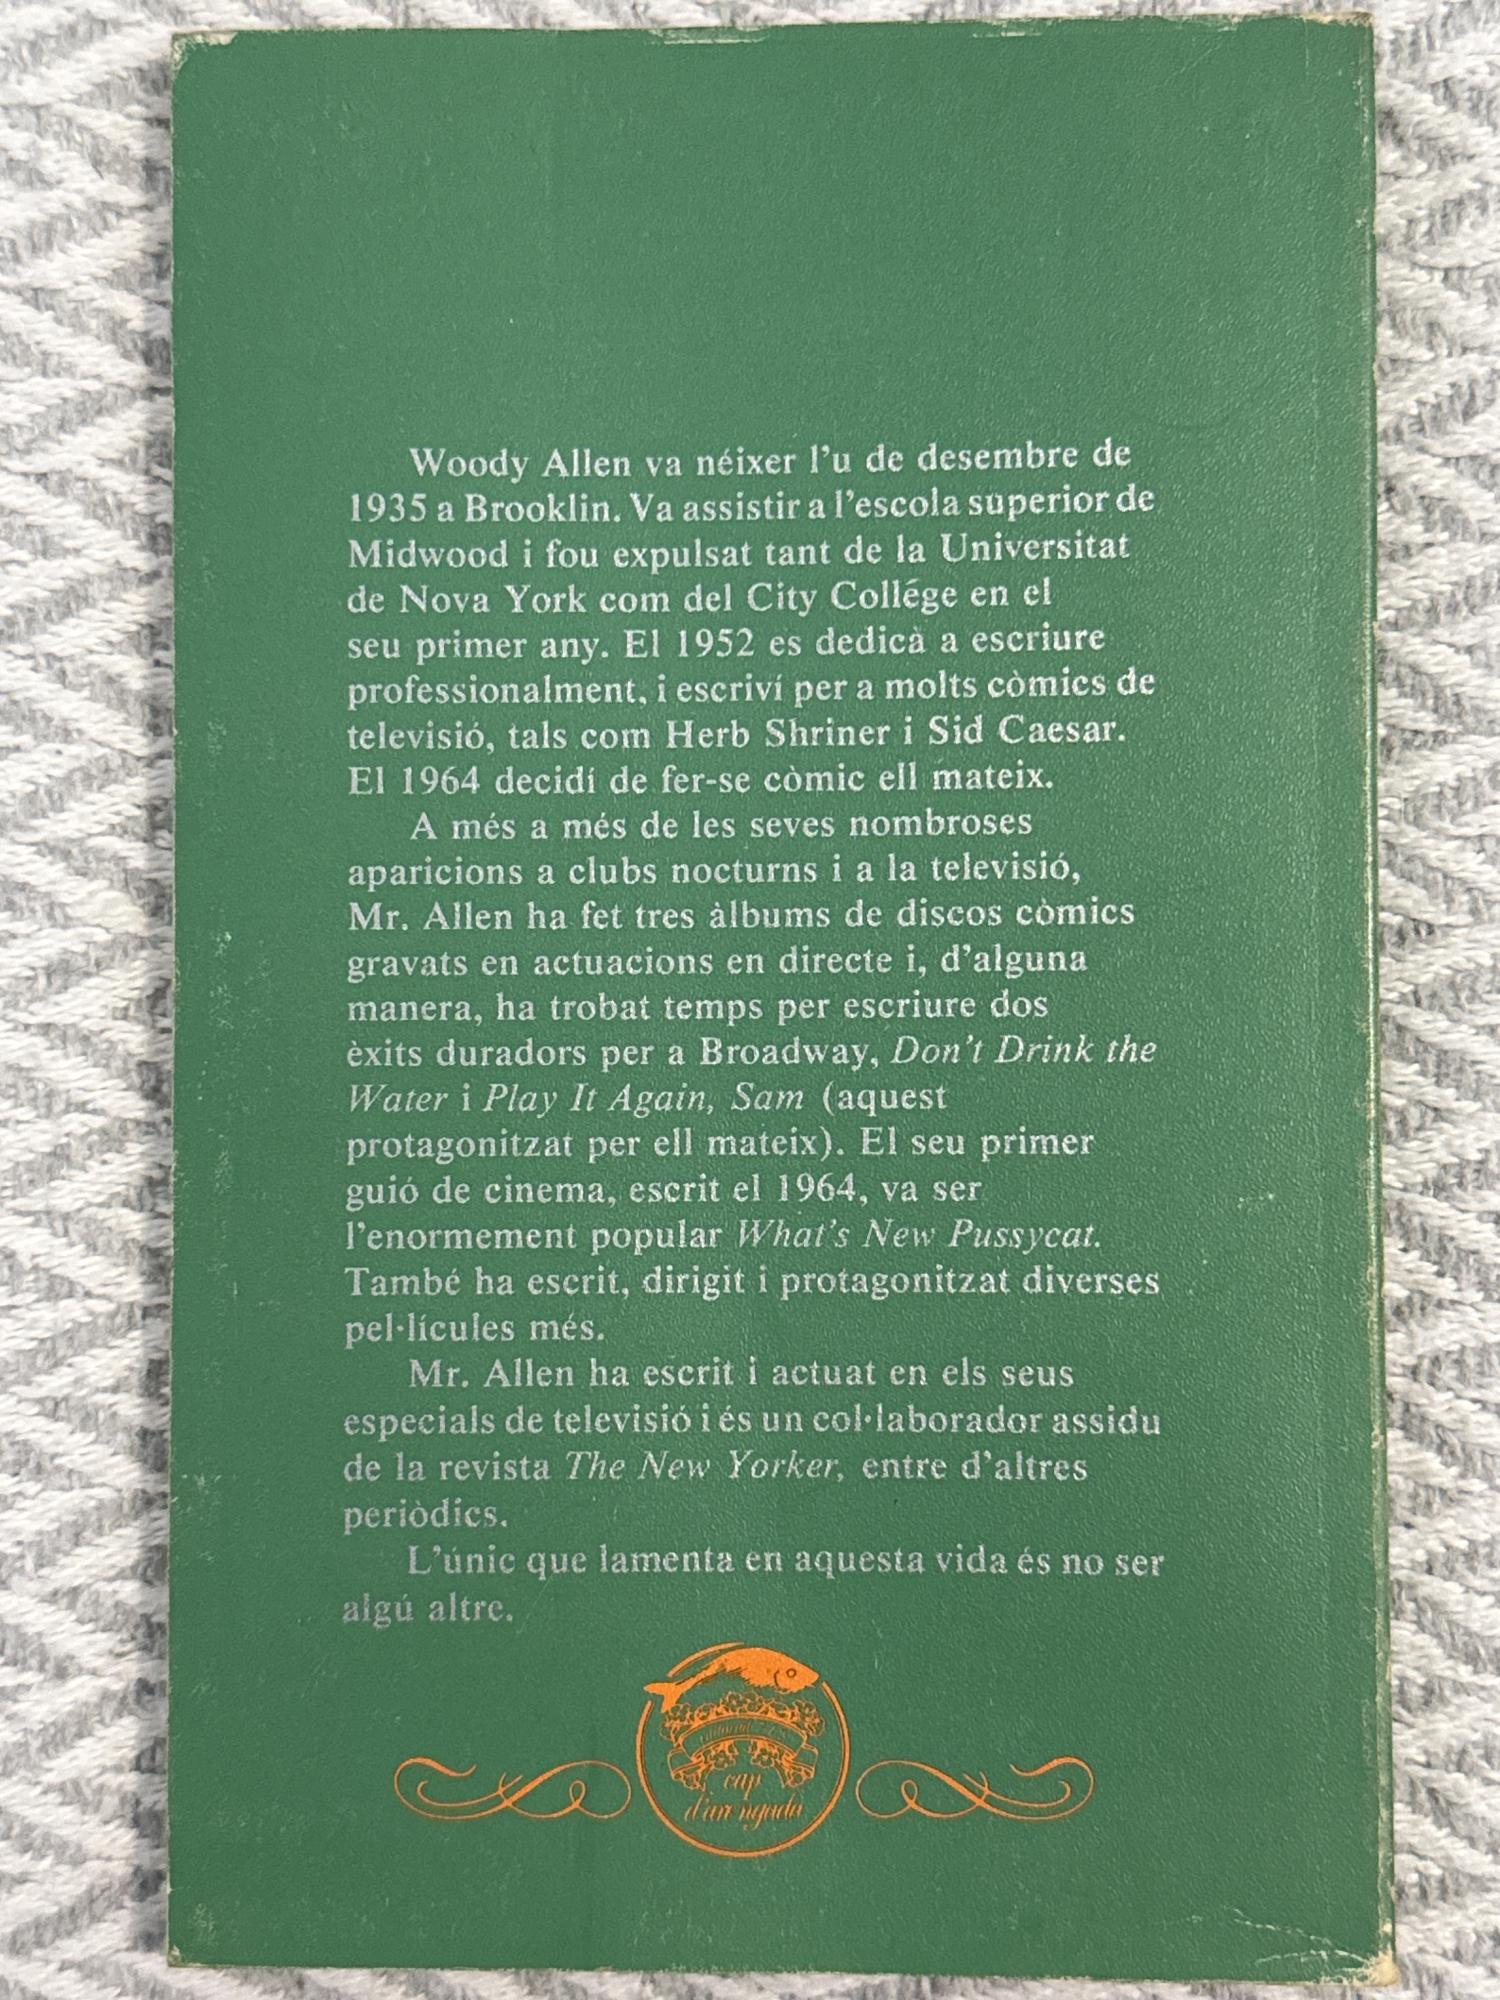 Woody Allen va néixer l'u de desembre de
1935 a Brooklin. Va assistir a l'escola superior de
Midwood i fou expulsat tant de la Universitat
de Nova York com del City Collége en el
seu primer any. El 1952 es dedicà a escriure
professionalment, i escriví per a molts còmics de
televisió, tals com Herb Shriner i Sid Caesar.
El 1964 decidí de fer-se còmic ell mateix.
A més a més de les seves nombroses
aparicions a clubs nocturns i a la televisió,
Mr. Allen ha fet tres àlbums de discos còmics
gravats en actuacions en directe i, d'alguna
manera, ha trobat temps per escriure dos
èxits duradors per a Broadway, Don't Drink the
Water i Play It Again, Sam (aquest
protagonitzat per ell mateix). El seu primer
guió de cinema, escrit el 1964, va ser
l'enormement popular What's New Pussycat.
També ha escrit, dirigit i protagonitzat diverses
pel·lícules més.
Mr. Allen ha escrit i actuat en els seus
especials de televisió i és un col·laborador assidu
de la revista The New Yorker, entre d'altres
periòdics.
L'únic que lamenta en aquesta vida és no ser
algú altre.
cap